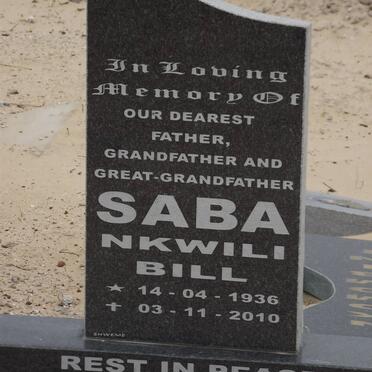 In Loving
Memory Of
OUR DEAREST
FATHER,
GRANDFATHER AND
GREAT-GRANDFATHER
SABA
NKWILI
BILL
★ 14 - 04 - 1936
✝ 03 - 11 - 2010
SHWEME
REST IN PEACE